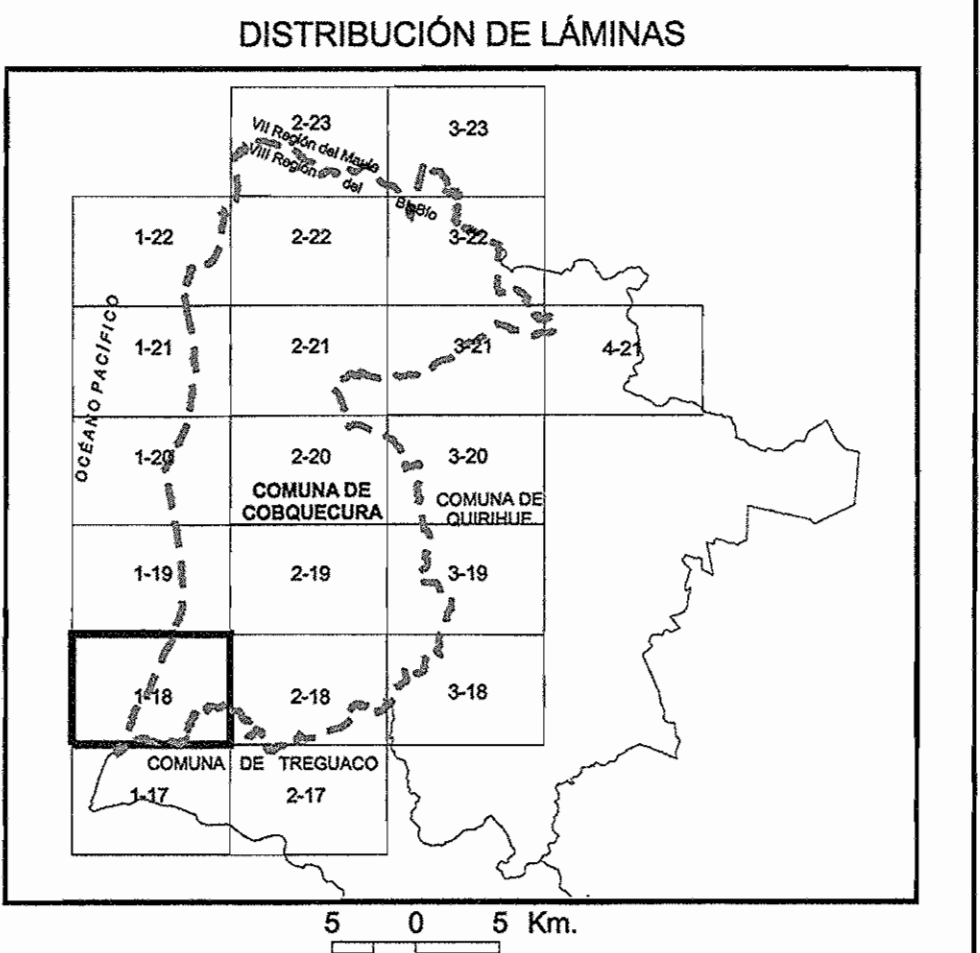 DISTRIBUCIÓN DE LÁMINAS
2-23
3-23
VII Región del Maule
VIII Región del BioBío
1-22
2-22
3-22
OCÉANO PACÍFICO
1-21
2-21
3-21
4-21
1-20
2-20
3-20
COMUNA DE
COBQUECURA
COMUNA DE
QUIRIHUE
1-19
2-19
3-19
1-18
2-18
3-18
COMUNA DE TREGUACO
1-17
2-17
5 0 5 Km.